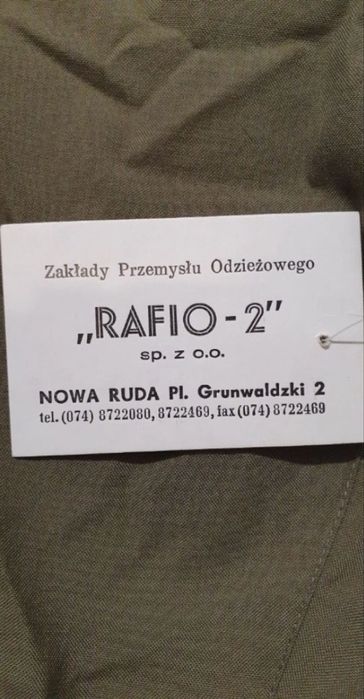 Zakłady Przemysłu Odzieżowego
„RAFIO-2”
sp. z o.o.
NOWA RUDA Pl. Grunwaldzki 2
tel.(074) 8722080, 8722469, fax(074)8722469